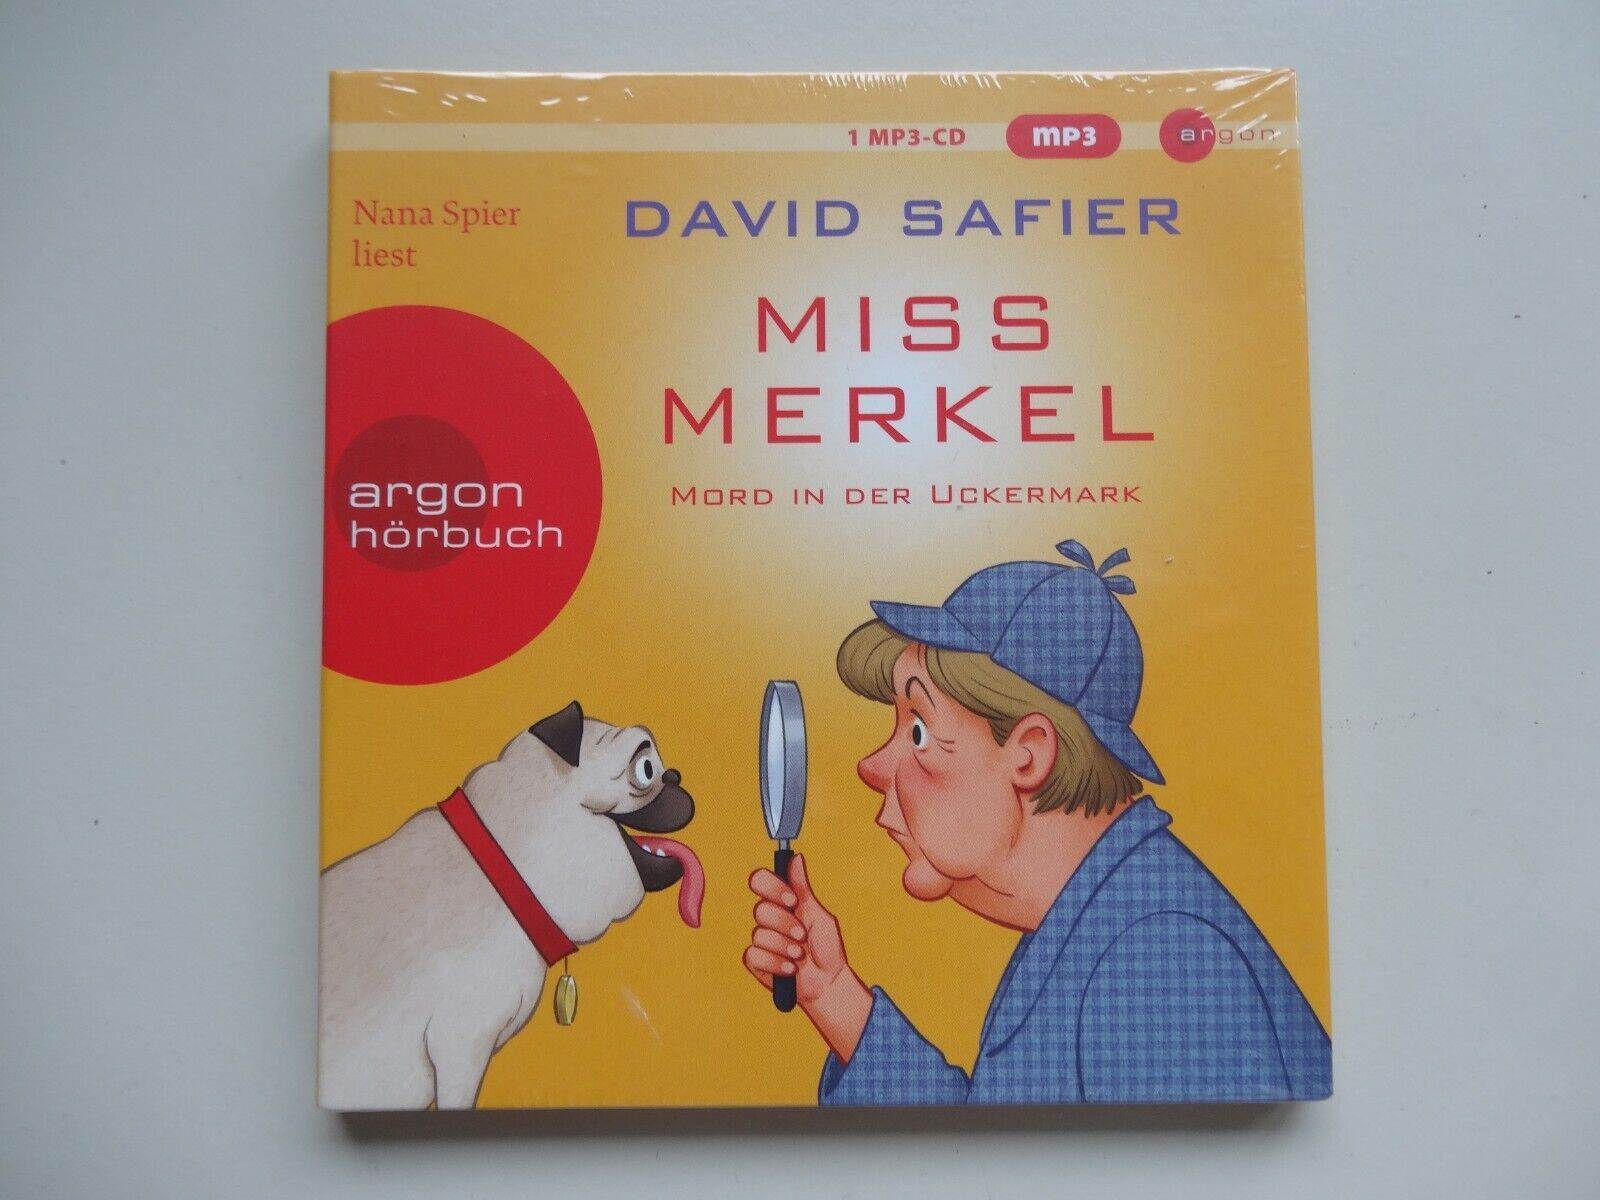 1 MP3-CD
mp3
argon
Nana Spier
liest
DAVID SAFIER
MISS
MERKEL
MORD IN DER UCKERMARK
argon
hörbuch